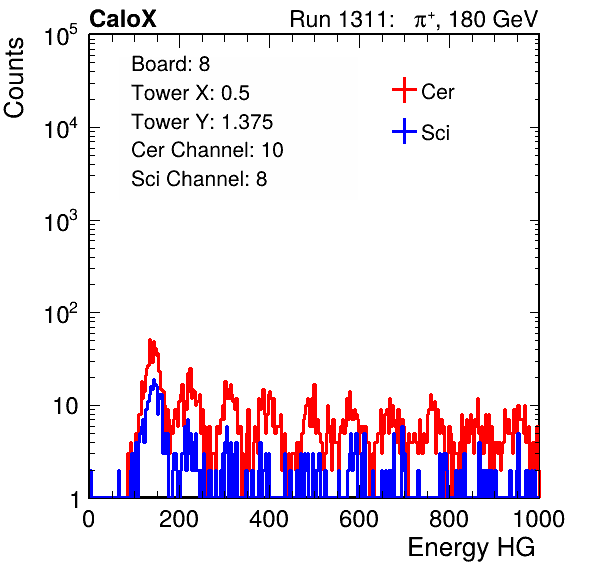 CaloX Run 1311: π⁺, 180 GeV
Counts
10⁵
10⁴
10³
10²
10
1
Board: 8
Tower X: 0.5
Tower Y: 1.375
Cer Channel: 10
Sci Channel: 8
Cer
Sci
0 200 400 600 800 1000
Energy HG